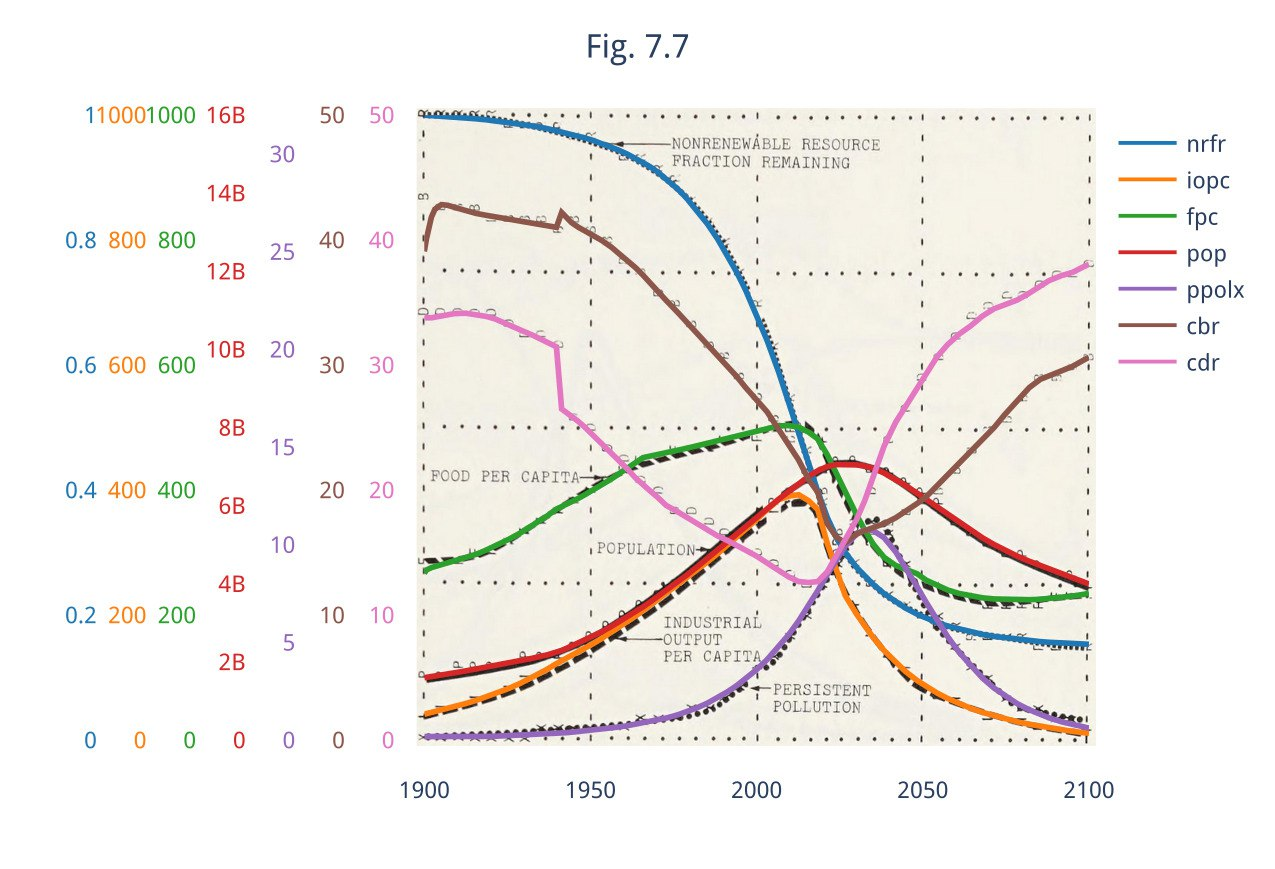 Fig. 7.7
1 1000 1000 16B 50 50
30
14B
0.8 800 800 40 40
25
12B
0.6 600 600 10B 20 30 30
8B
15
0.4 400 400 20 20
6B
10
4B
0.2 200 200 10 10
5
2B
0 0 0 0 0 0 0
NONRENEWABLE RESOURCE
FRACTION REMAINING
FOOD PER CAPITA
POPULATION
INDUSTRIAL
OUTPUT
PER CAPITA
PERSISTENT
POLLUTION
1900 1950 2000 2050 2100
nrfr
iopc
fpc
pop
ppolx
cbr
cdr